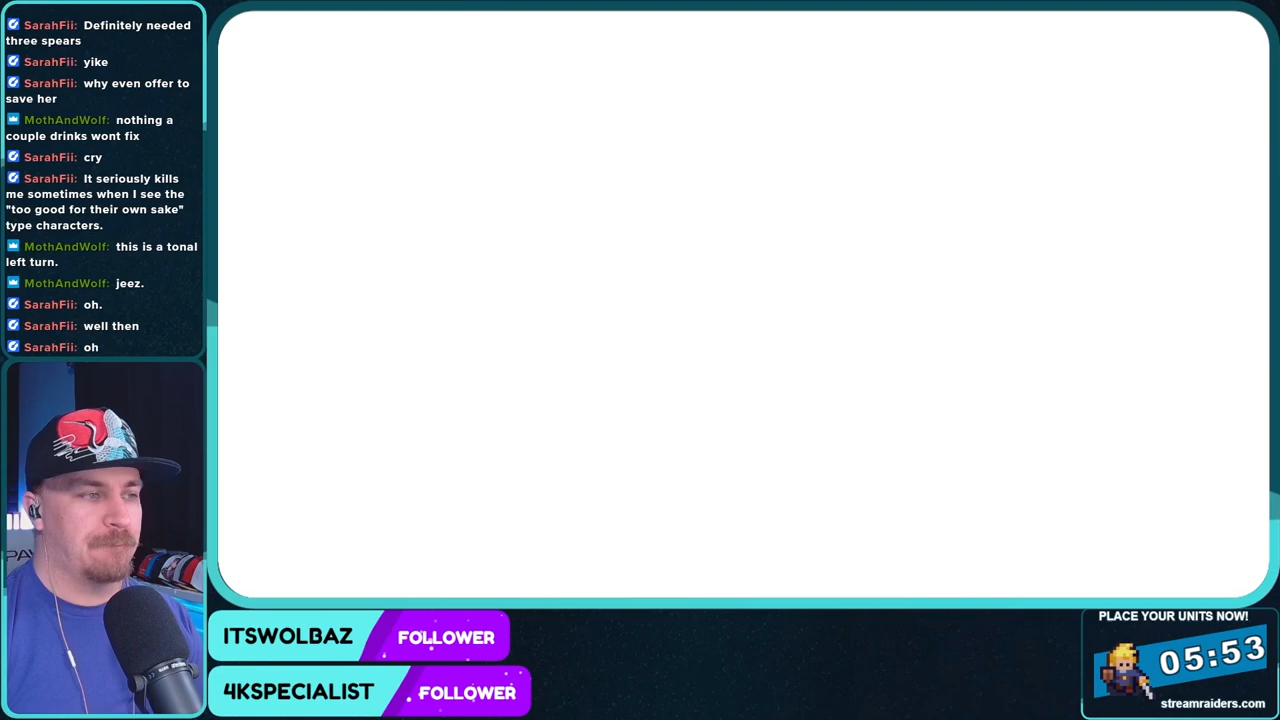 SarahFii: Definitely needed
three spears
SarahFii: yike
SarahFii: why even offer to
save her
MothAndWolf: nothing a
couple drinks wont fix
SarahFii: cry
SarahFii: It seriously kills
me sometimes when I see the
"too good for their own sake"
type characters.
MothAndWolf: this is a tonal
left turn.
MothAndWolf: jeez.
SarahFii: oh.
SarahFii: well then
SarahFii: oh
ITSWOLBAZ FOLLOWER
4KSPECIALIST FOLLOWER
PLACE YOUR UNITS NOW!
05:53
streamraiders.com